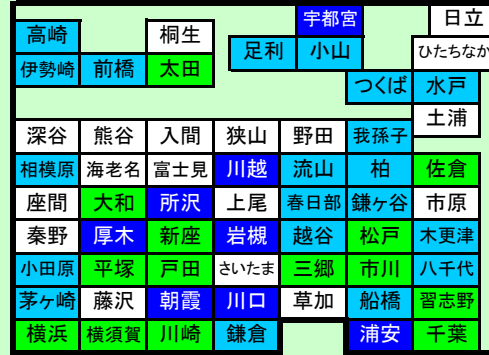 宇都宮 日立
高崎 桐生 足利 小山 ひたちなか
伊勢崎 前橋 太田 つくば 水戸
土浦
深谷 熊谷 入間 狭山 野田 我孫子
相模原 海老名 富士見 川越 流山 柏 佐倉
座間 大和 所沢 上尾 春日部 鎌ヶ谷 市原
秦野 厚木 新座 岩槻 越谷 松戸 木更津
小田原 平塚 戸田 さいたま 三郷 市川 八千代
茅ヶ崎 藤沢 朝霞 川口 草加 船橋 習志野
横浜 横須賀 川崎 鎌倉 浦安 千葉